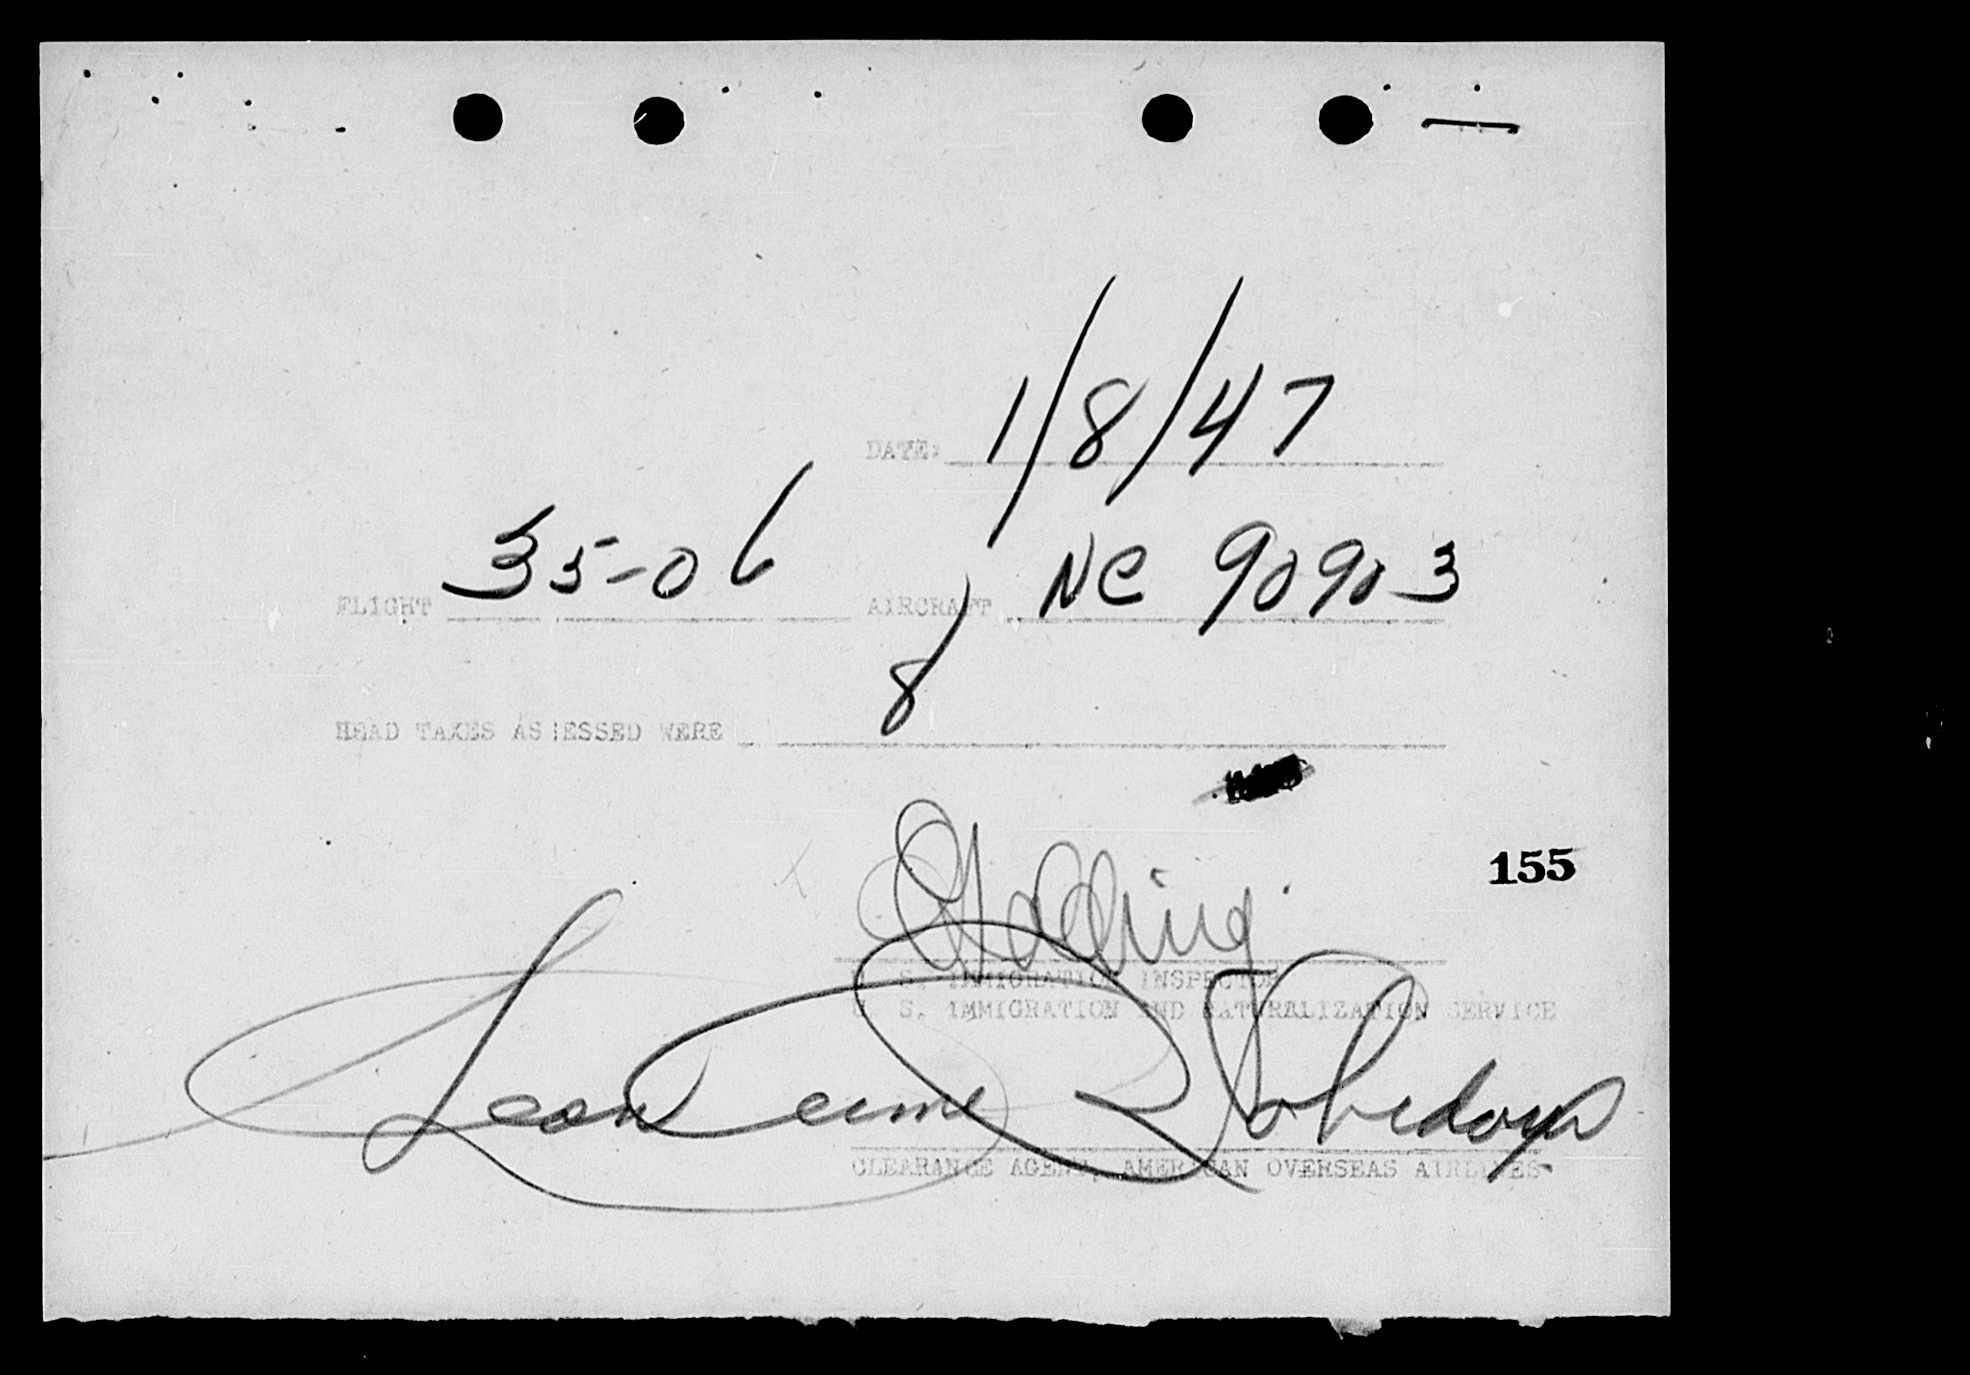 DATE: 1/8/47
FLIGHT 35-06 AIRCRAFT NC 90903
HEAD TAXES ASSESSED WERE 8
155
U. S. IMMIGRATION INSPECTOR
U. S. IMMIGRATION AND NATURALIZATION SERVICE
CLEARANCE AGENT, AMERICAN OVERSEAS AIRLINES